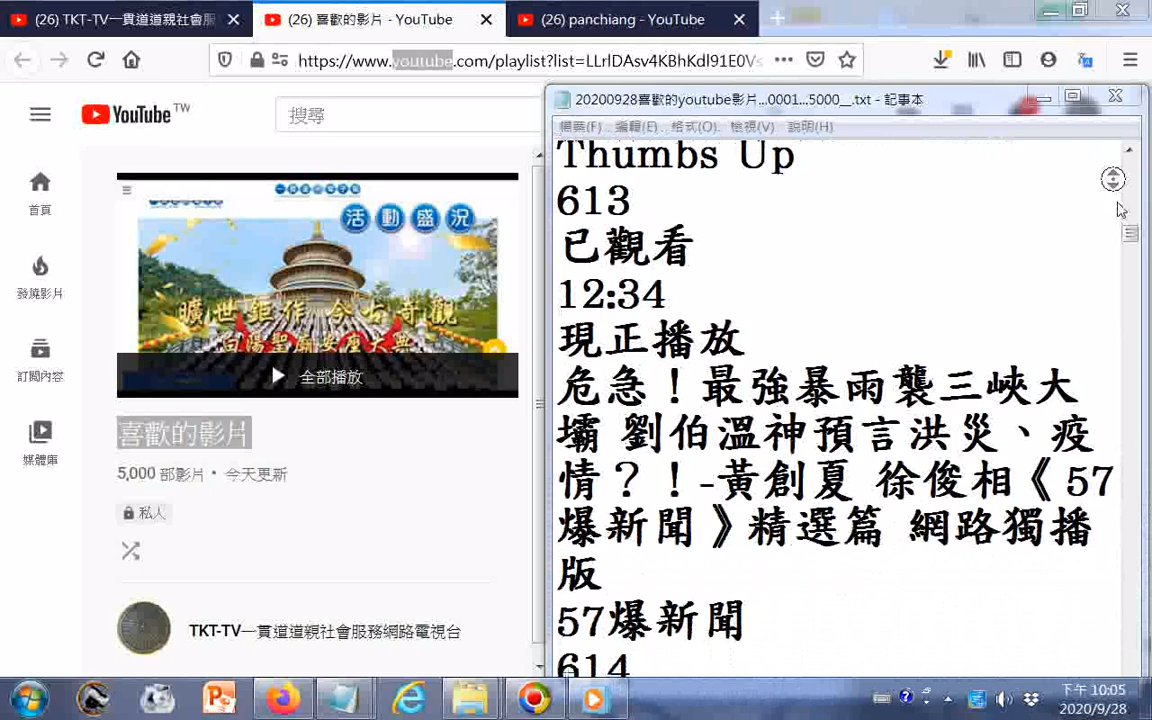 (26) TKT-TV一貫道道親社會服
(26) 喜歡的影片 - YouTube
(26) panchiang - YouTube
https://www.youtube.com/playlist?list=LLrlDAsv4KBhKdl91E0Vs
YouTube TW
搜尋
首頁
發燒影片
訂閱內容
媒體庫
活動盛況
曠世鉅作 今古奇觀
全部播放
喜歡的影片
5,000 部影片 • 今天更新
私人
TKT-TV一貫道道親社會服務網路電視台
20200928喜歡的youtube影片...0001...5000__.txt - 記事本
檔案(F) 編輯(E) 格式(O) 檢視(V) 說明(H)
Thumbs Up
613
已觀看
12:34
現正播放
危急！最強暴雨襲三峽大
壩 劉伯溫神預言洪災、疫
情？！-黃創夏 徐俊相《57
爆新聞》精選篇 網路獨播
版
57爆新聞
614
下午 10:05
2020/9/28